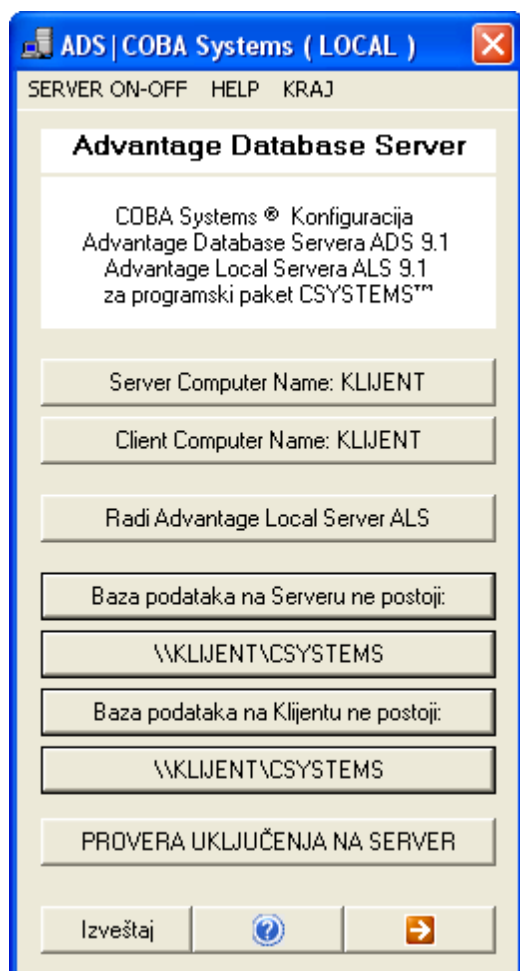 ADS | COBA Systems ( LOCAL )
SERVER ON-OFF HELP KRAJ
Advantage Database Server
COBA Systems ® Konfiguracija
Advantage Database Servera ADS 9.1
Advantage Local Servera ALS 9.1
za programski paket CSYSTEMS™
Server Computer Name: KLIJENT
Client Computer Name: KLIJENT
Radi Advantage Local Server ALS
Baza podataka na Serveru ne postoji:
\\KLIJENT\CSYSTEMS
Baza podataka na Klijentu ne postoji:
\\KLIJENT\CSYSTEMS
PROVERA UKLJUČENJA NA SERVER
Izveštaj